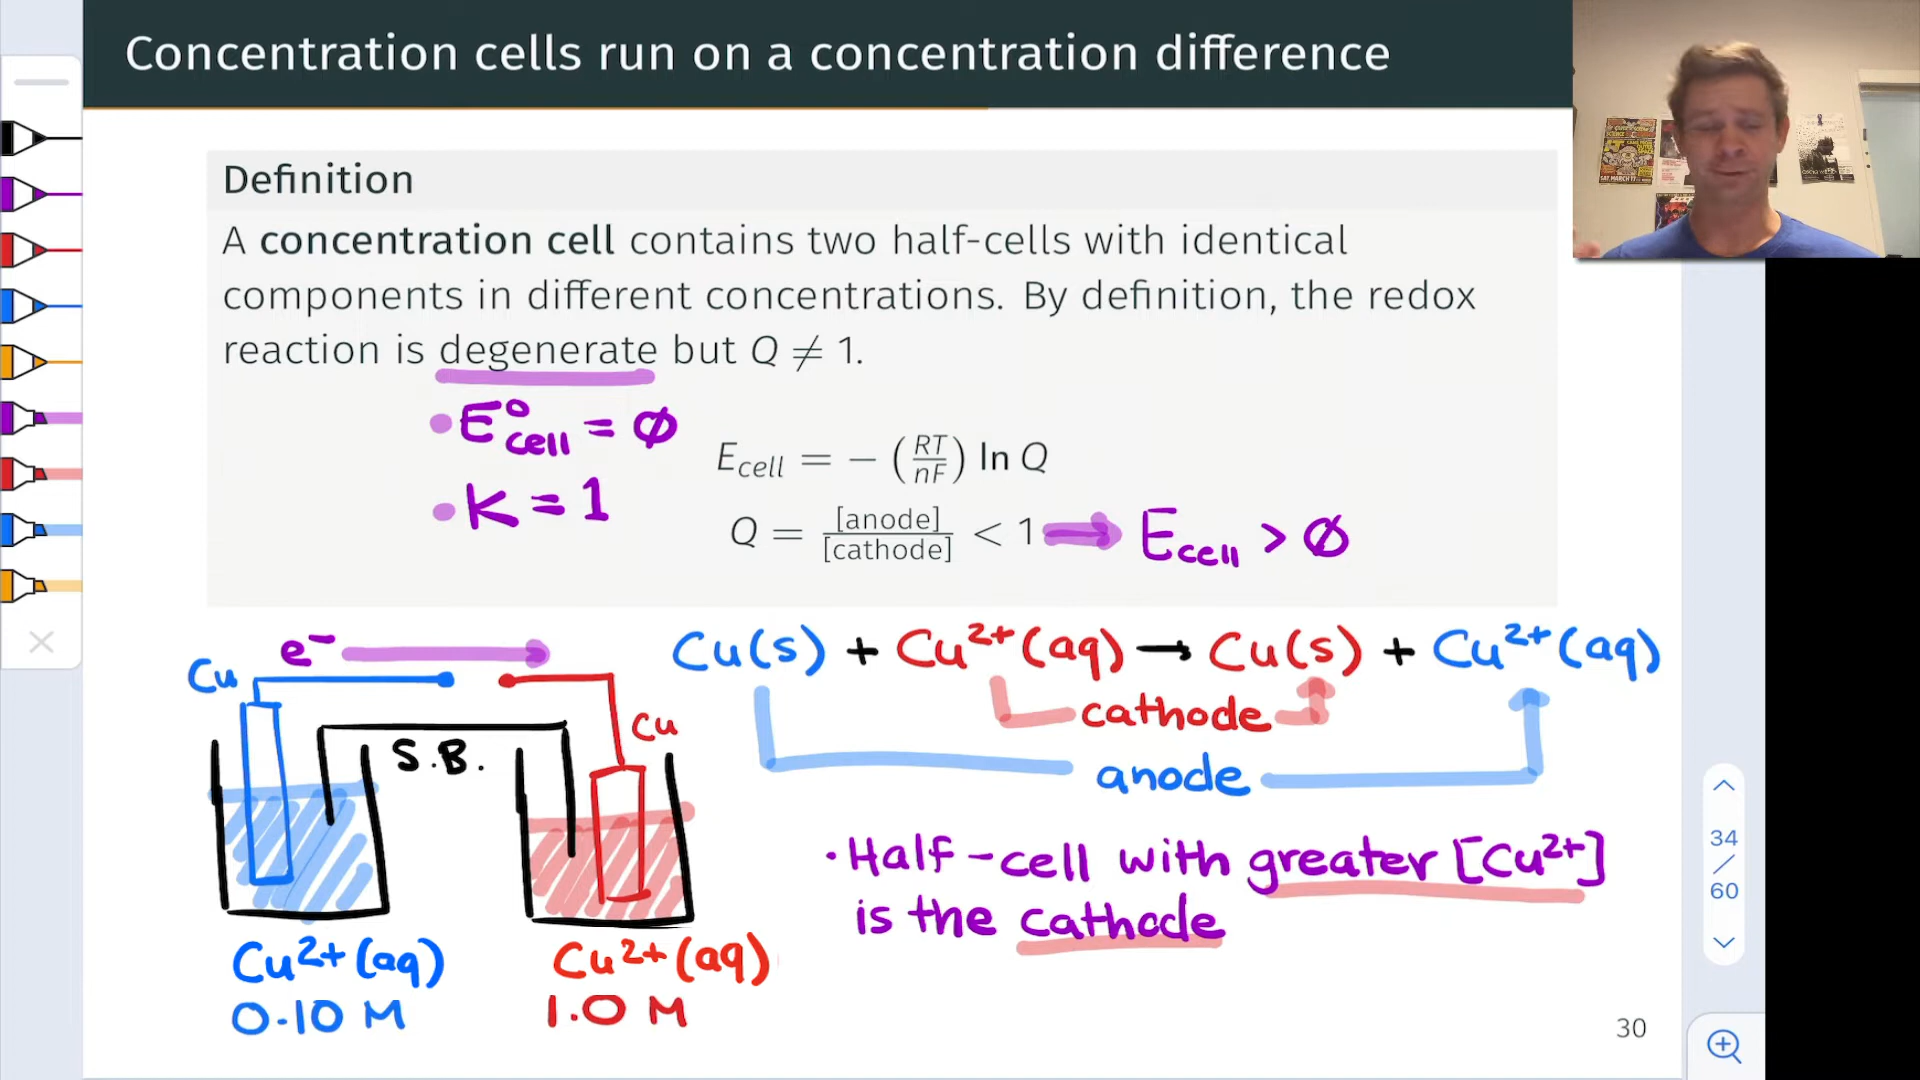 Concentration cells run on a concentration difference
Definition
A concentration cell contains two half-cells with identical
components in different concentrations. By definition, the redox
reaction is degenerate but Q ≠ 1.
• E°cell = ∅
• K = 1
E_cell = − (RT/nF) ln Q
Q = [anode]/[cathode] < 1 ⟹ Ecell > ∅
e⁻
Cu
Cu
S.B.
Cu²⁺(aq)
0.10 M
Cu²⁺(aq)
1.0 M
Cu(s) + Cu²⁺(aq) → Cu(s) + Cu²⁺(aq)
cathode
anode
• Half-cell with greater [Cu²⁺]
is the cathode
34
/
60
30